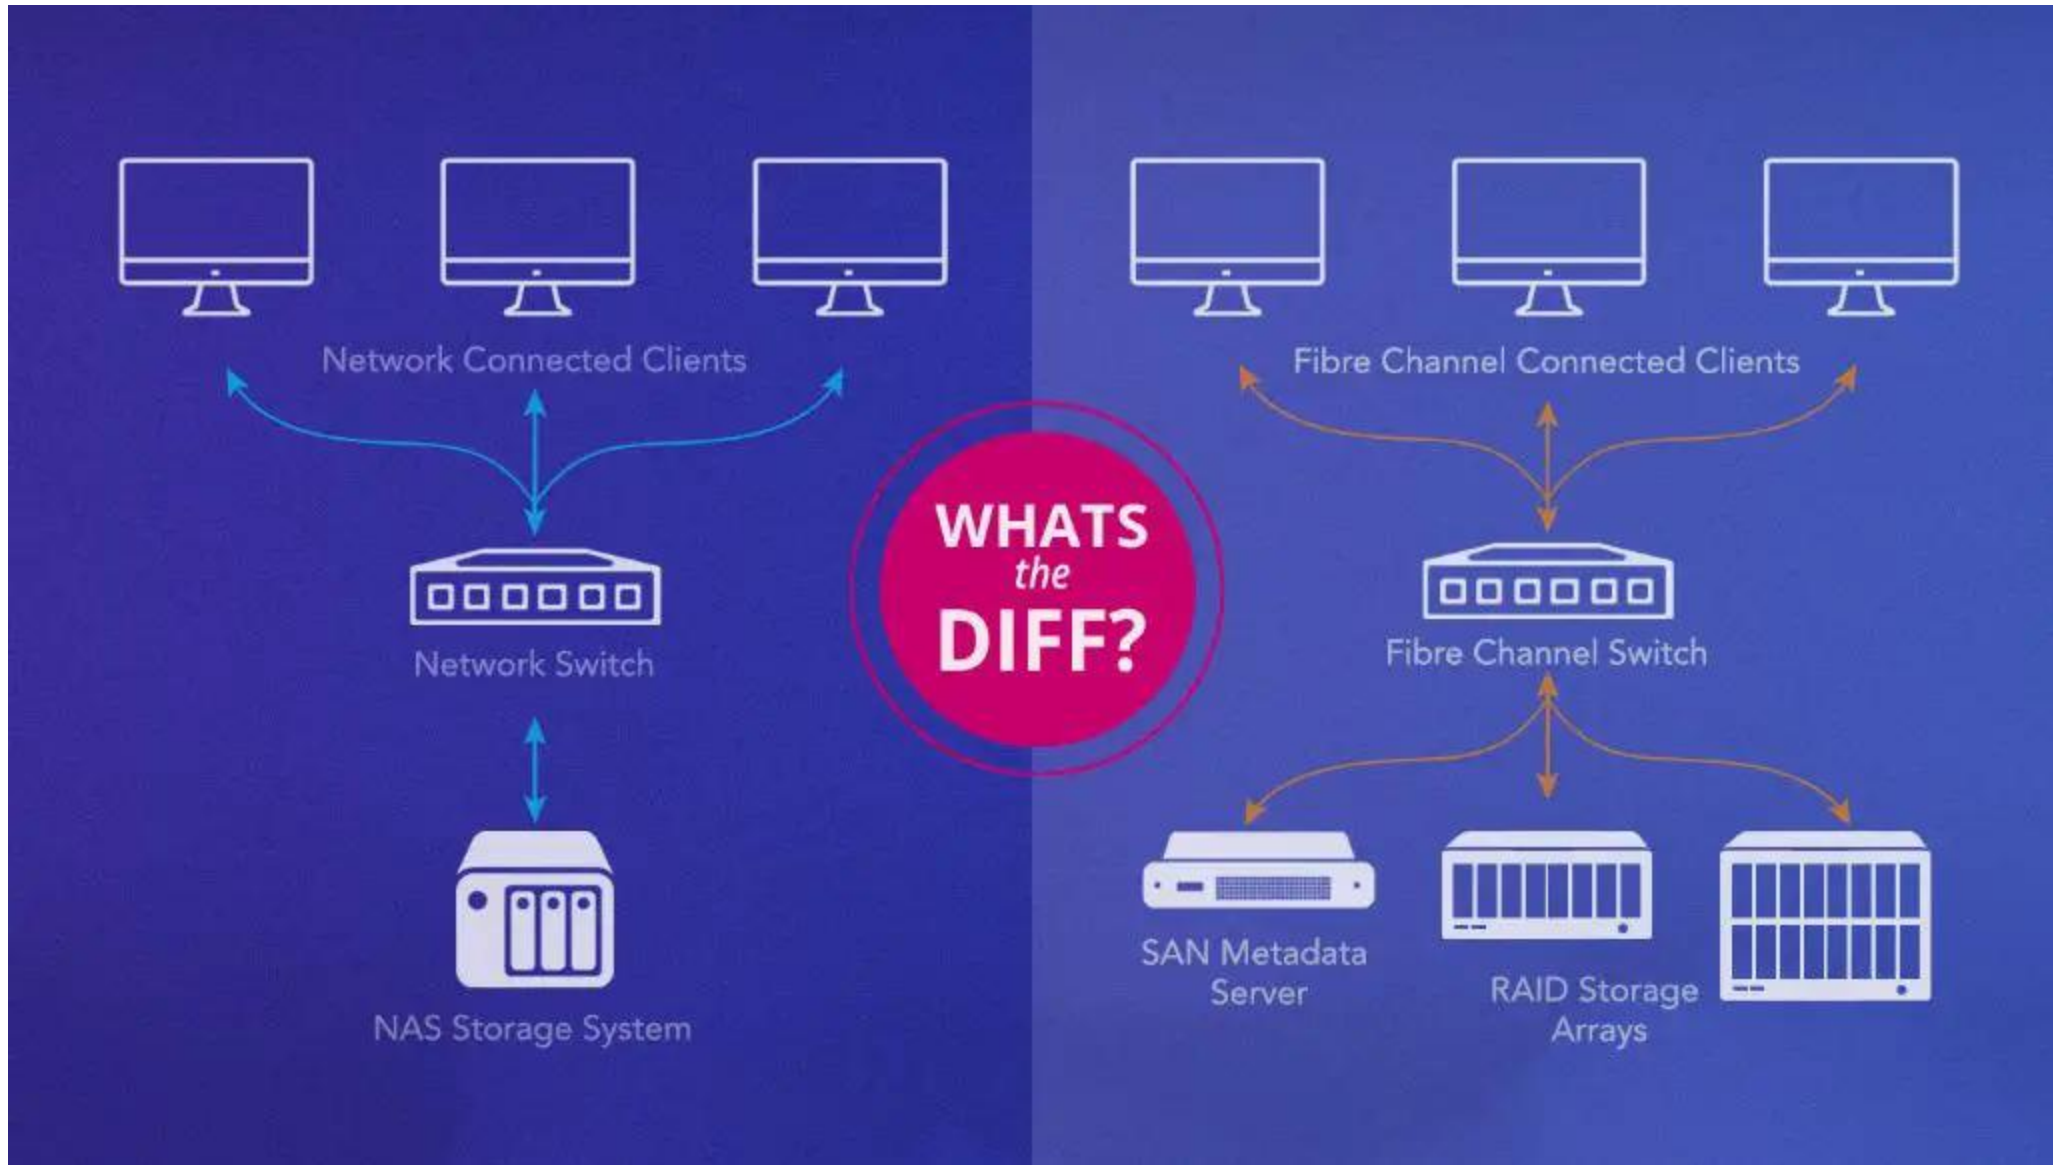 Network Connected Clients
Network Switch
NAS Storage System
WHATS
the
DIFF?
Fibre Channel Connected Clients
Fibre Channel Switch
SAN Metadata
Server
RAID Storage
Arrays